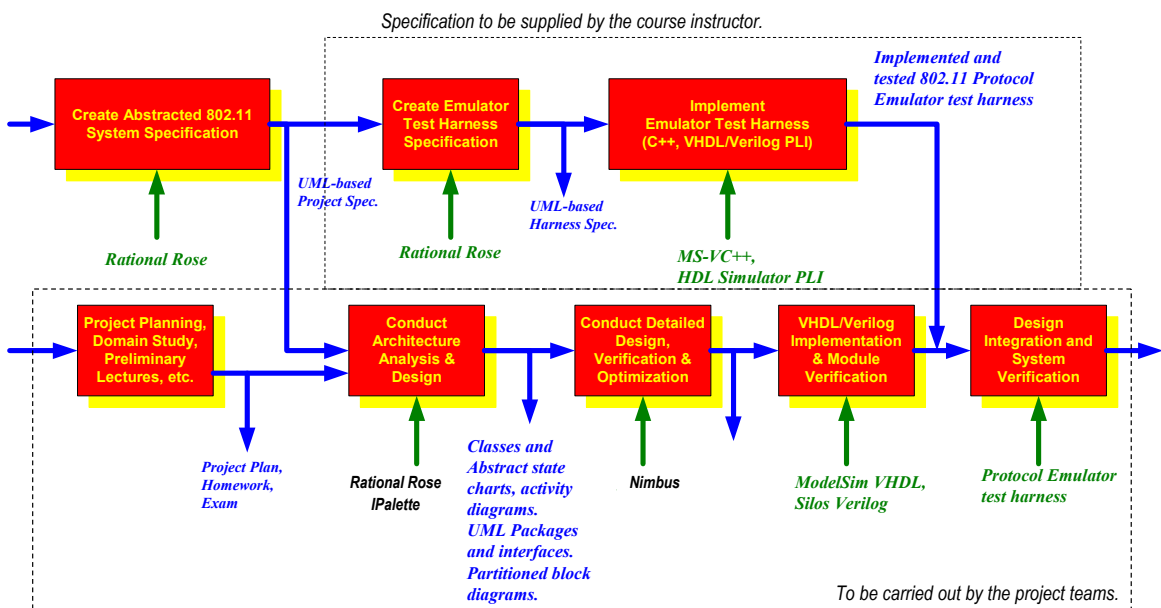 Specification to be supplied by the course instructor.
Create Abstracted 802.11
System Specification
Create Emulator
Test Harness
Specification
Implement
Emulator Test Harness
(C++, VHDL/Verilog PLI)
Implemented and
tested 802.11 Protocol
Emulator test harness
UML-based
Project Spec.
UML-based
Harness Spec.
Rational Rose
Rational Rose
MS-VC++,
HDL Simulator PLI
Project Planning,
Domain Study,
Preliminary
Lectures, etc.
Conduct
Architecture
Analysis &
Design
Conduct Detailed
Design,
Verification &
Optimization
VHDL/Verilog
Implementation
& Module
Verification
Design
Integration and
System
Verification
Project Plan,
Homework,
Exam
Rational Rose
IPalette
Classes and
Abstract state
charts, activity
diagrams.
UML Packages
and interfaces.
Partitioned block
diagrams.
Nimbus
ModelSim VHDL,
Silos Verilog
Protocol Emulator
test harness
To be carried out by the project teams.